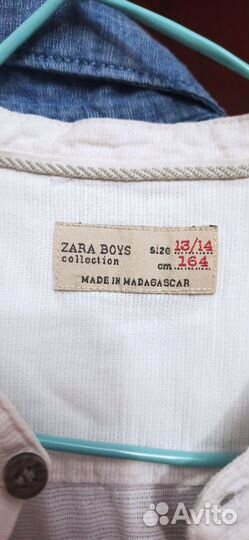 ZARA BOYS size 13/14
collection cm 164
MADE IN MADAGASCAR
Avito